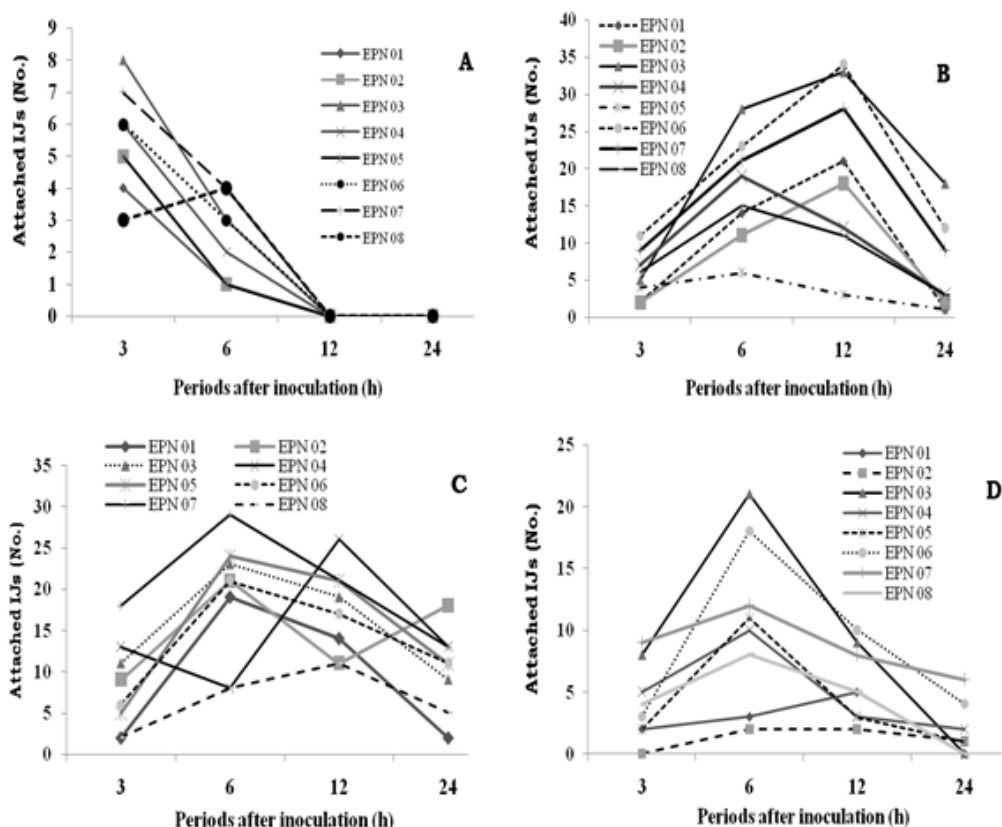 9
8
7
6
5
4
3
2
1
0
Attached IJs (No.)
EPN 01
EPN 02
EPN 03
EPN 04
EPN 05
EPN 06
EPN 07
EPN 08
A
3 6 12 24
Periods after inoculation (h)
40
35
30
25
20
15
10
5
0
Attached IJs (No.)
EPN 01
EPN 02
EPN 03
EPN 04
EPN 05
EPN 06
EPN 07
EPN 08
B
3 6 12 24
Periods after inoculation (h)
EPN 01 EPN 02
EPN 03 EPN 04
EPN 05 EPN 06
EPN 07 EPN 08
C
35
30
25
20
15
10
5
0
Attached IJs (No.)
3 6 12 24
Periods after inoculation (h)
25
20
15
10
5
0
Attached IJs (No.)
EPN 01
EPN 02
EPN 03
EPN 04
EPN 05
EPN 06
EPN 07
EPN 08
D
3 6 12 24
Periods after inoculation (h)